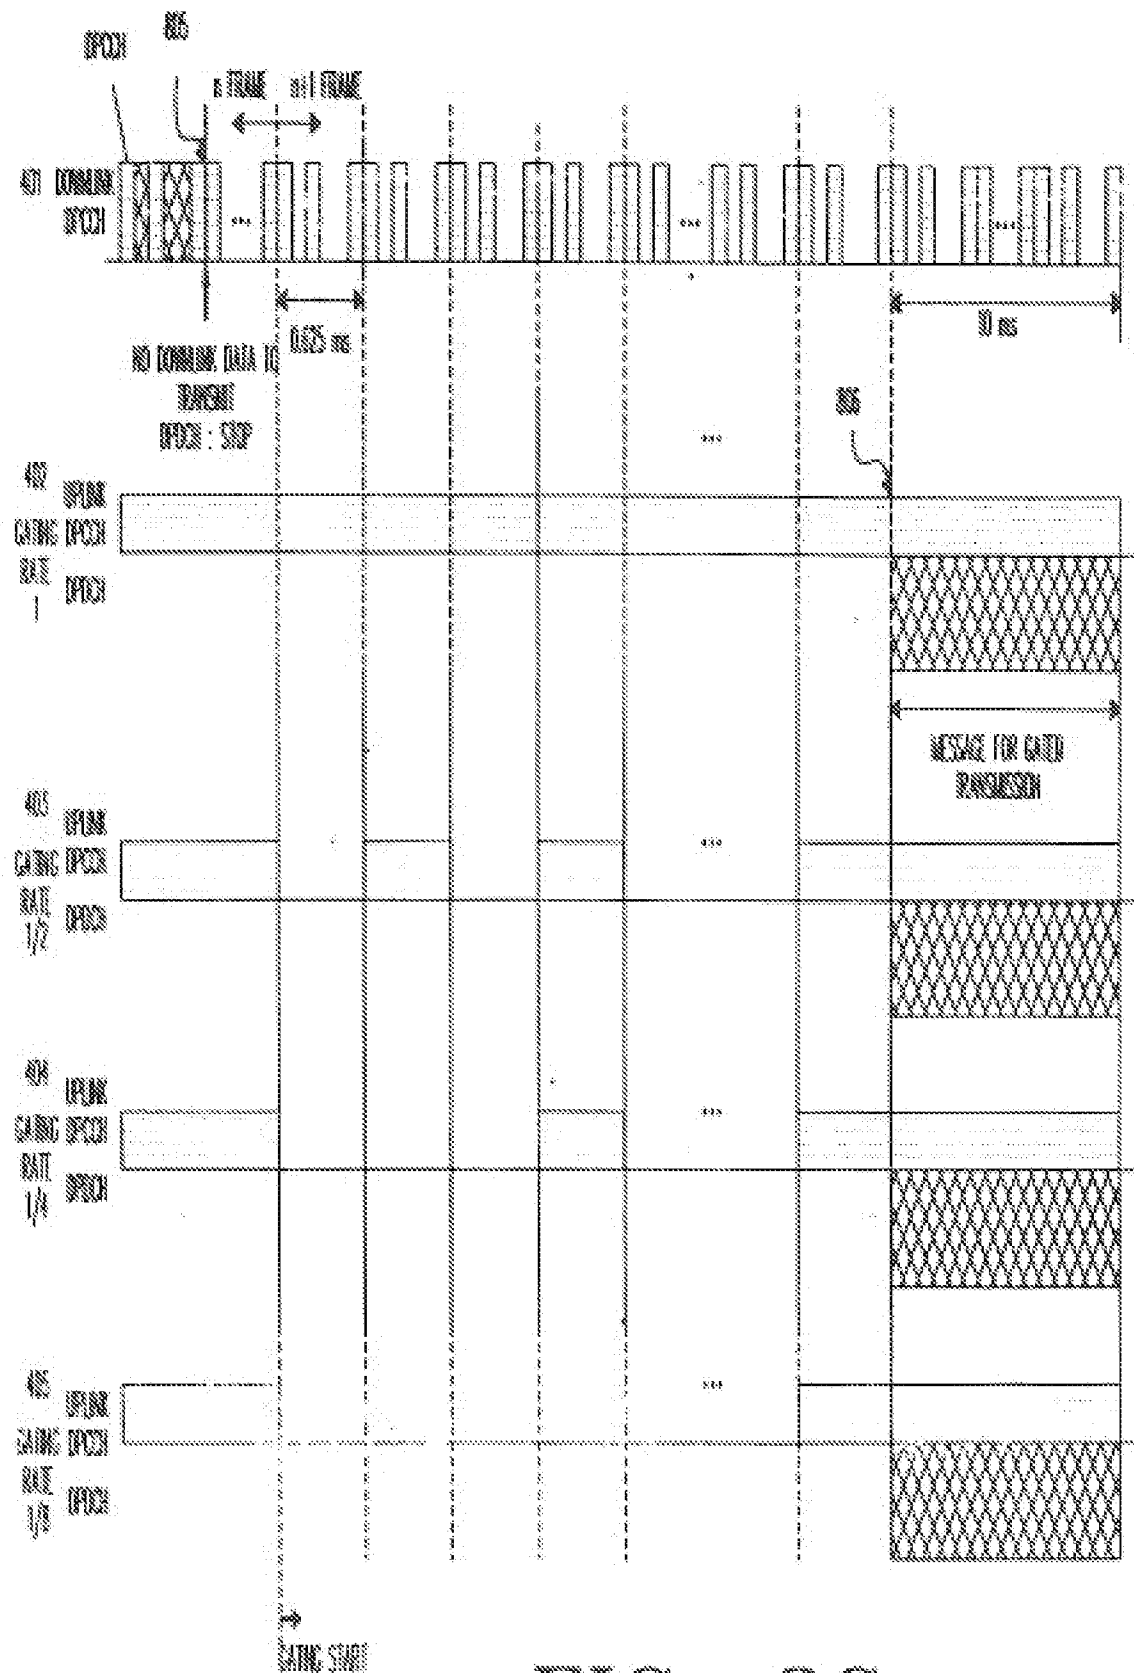 DPDCH
805
n FRAME n+1 FRAME
401 DOWNLINK
DPCCH
0.625 ms
10 ms
NO DOWNLINK DATA TO
TRANSMIT
DPDCH : STOP
806
402
UPLINK
GATING DPCCH
RATE
1
DPDCH
MESSAGE FOR GATED
TRANSMISSION
403
UPLINK
GATING DPCCH
RATE
1/2
DPDCH
404
UPLINK
GATING DPCCH
RATE
1/4
DPDCH
405
UPLINK
GATING DPCCH
RATE
1/8
DPDCH
GATING START